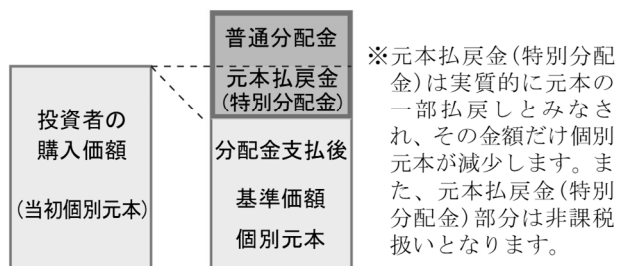 普通分配金
元本払戻金
(特別分配金)
投資者の
購入価額
(当初個別元本)
分配金支払後
基準価額
個別元本
※元本払戻金(特別分配
金)は実質的に元本の
一部払戻しとみなさ
れ、その金額だけ個別
元本が減少します。ま
た、元本払戻金(特別
分配金)部分は非課税
扱いとなります。